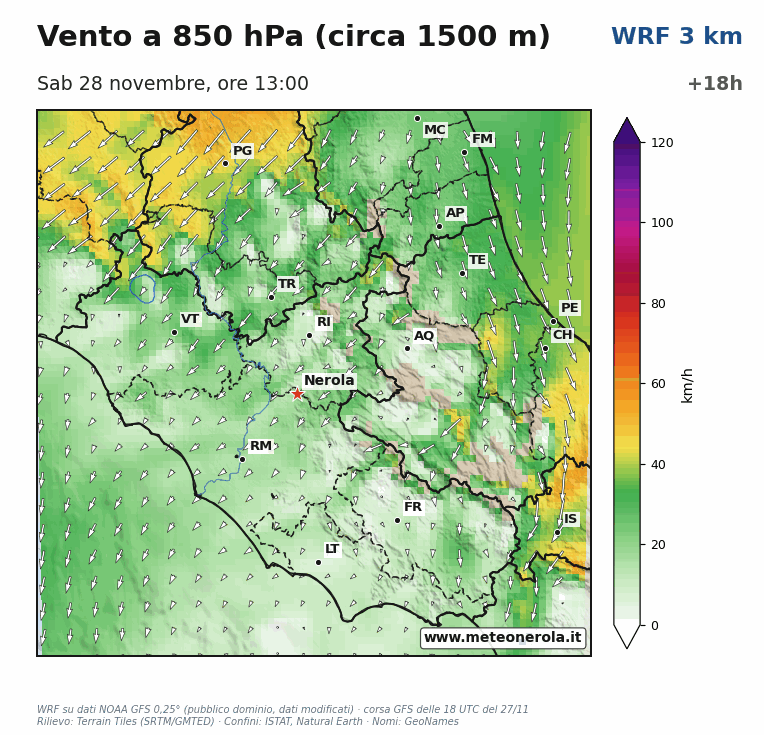 Vento a 850 hPa (circa 1500 m)
WRF 3 km
Sab 28 novembre, ore 13:00
+18h
MC
FM
PG
AP
TE
TR
PE
VT
RI
AQ
CH
Nerola
RM
FR
IS
LT
www.meteonerola.it
120
100
80
60
40
20
0
km/h
WRF su dati NOAA GFS 0,25° (pubblico dominio, dati modificati) · corsa GFS delle 18 UTC del 27/11
Rilievo: Terrain Tiles (SRTM/GMTED) · Confini: ISTAT, Natural Earth · Nomi: GeoNames